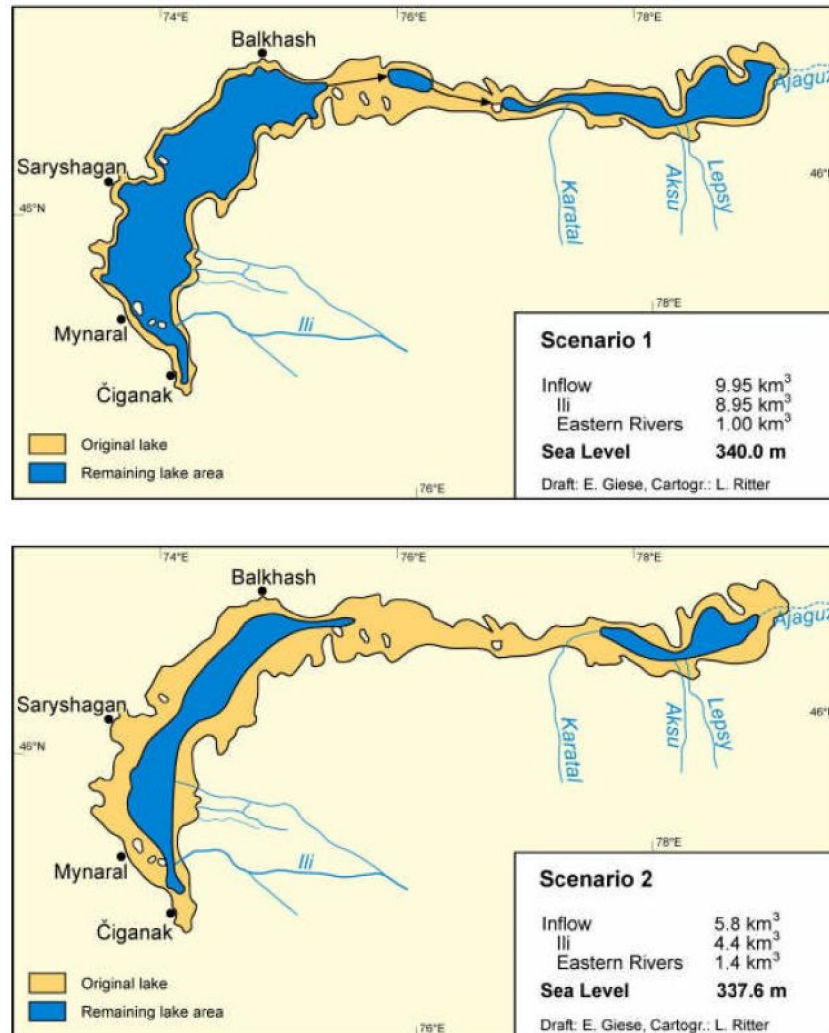 74°E
76°E
78°E
Balkhash
Ajaguz
Saryshagan
46°N
46°N
Karatal
Aksu
Lepsy
Ili
Mynaral
Čiganak
78°E
76°E
Original lake
Remaining lake area
Scenario 1
Inflow 9.95 km³
Ili 8.95 km³
Eastern Rivers 1.00 km³
Sea Level 340.0 m
Draft: E. Giese, Cartogr.: L. Ritter
74°E
76°E
78°E
Balkhash
Ajaguz
Saryshagan
46°N
46°N
Karatal
Aksu
Lepsy
Ili
Mynaral
Čiganak
78°E
76°E
Original lake
Remaining lake area
Scenario 2
Inflow 5.8 km³
Ili 4.4 km³
Eastern Rivers 1.4 km³
Sea Level 337.6 m
Draft: E. Giese, Cartogr.: L. Ritter